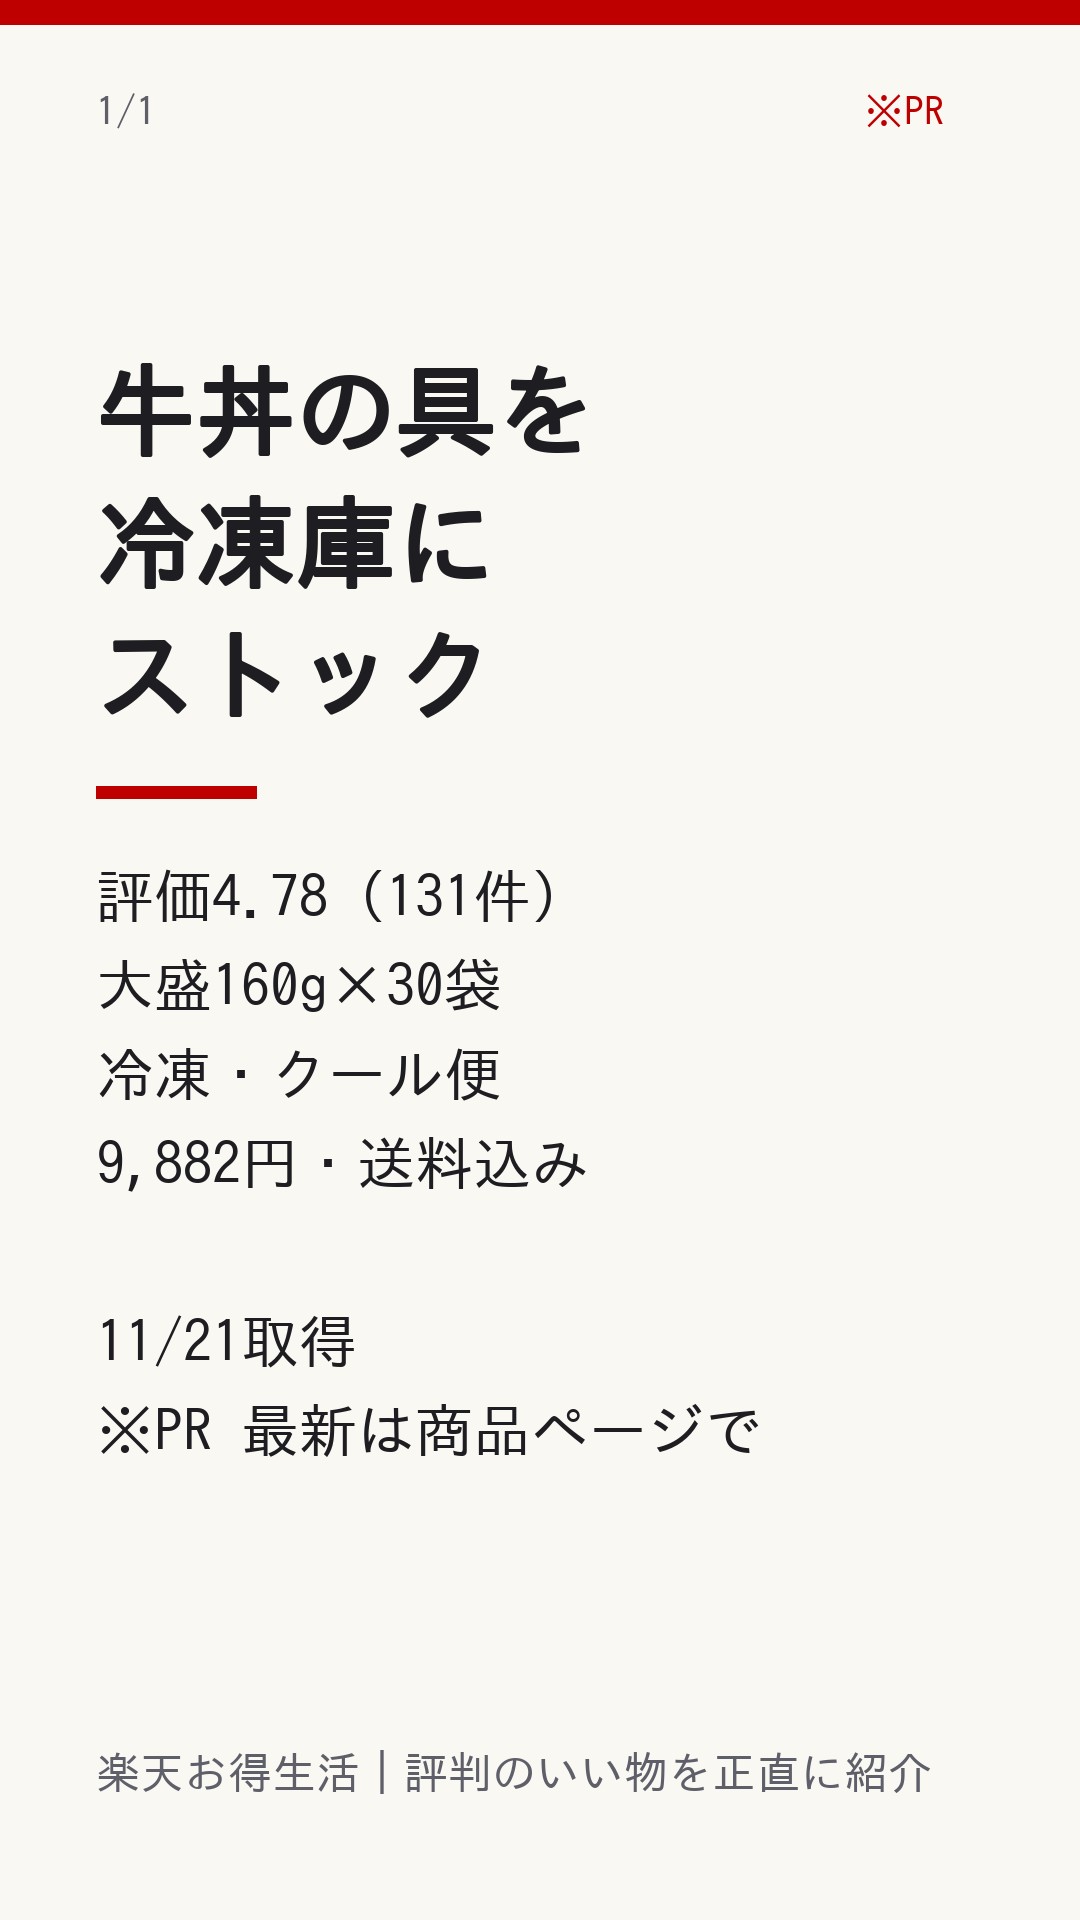 1/1
※PR
牛丼の具を
冷凍庫に
ストック
評価4.78（131件）
大盛160g×30袋
冷凍・クール便
9,882円・送料込み
11/21取得
※PR 最新は商品ページで
楽天お得生活｜評判のいい物を正直に紹介